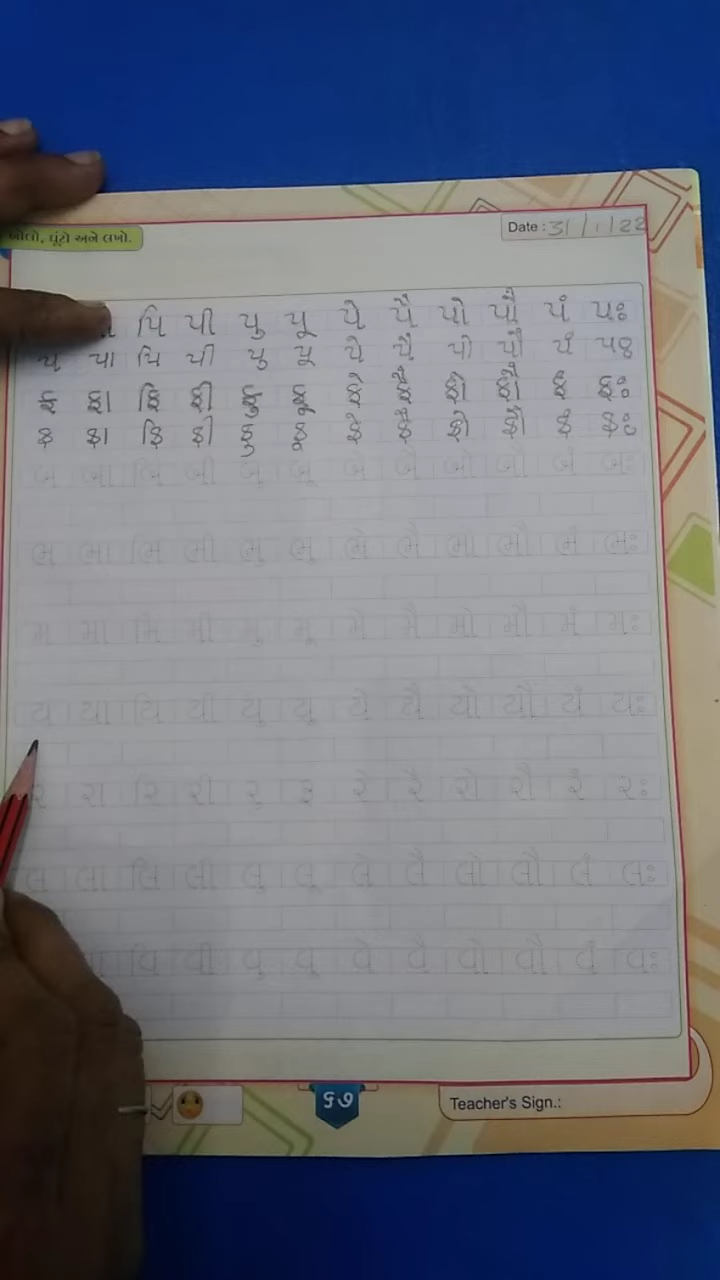 બોલો, ઘૂંટો અને લખો.
Date : 31/1/22
પિ પી પુ પૂ પે પૈ પો પૌ પં પઃ
પ પા પિ પી પુ પૂ પે પૈ પો પૌ પં પઃ
ફ ફા ફિ ફી ફુ ફૂ ફે ફૈ ફો ફૌ ફં ફઃ
ફ ફા ફિ ફી ફુ ફૂ ફે ફૈ ફો ફૌ ફં ફઃ
બ બા બિ બી બુ બૂ બે બૈ બો બૌ બં બઃ
ભ ભા ભિ ભી ભુ ભૂ ભે ભૈ ભો ભૌ ભં ભઃ
મ મા મિ મી મુ મૂ મે મૈ મો મૌ મં મઃ
ય યા યિ યી યુ યૂ યે યૈ યો યૌ યં યઃ
ર રા રિ રી રુ રૂ રે રૈ રો રૌ રં રઃ
લ લા લિ લી લુ લૂ લે લૈ લો લૌ લં લઃ
વિ વી વુ વૂ વે વૈ વો વૌ વં વઃ
૬૭
Teacher's Sign.: